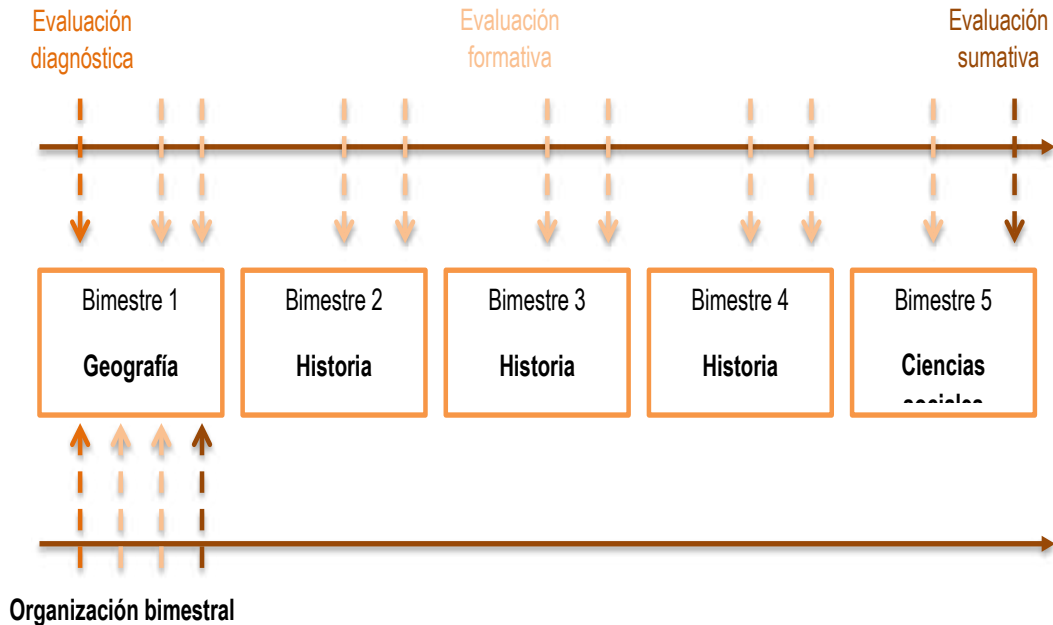 Evaluación
diagnóstica
Evaluación
formativa
Evaluación
sumativa
Bimestre 1
Geografía
Bimestre 2
Historia
Bimestre 3
Historia
Bimestre 4
Historia
Bimestre 5
Ciencias
sociales
Organización bimestral